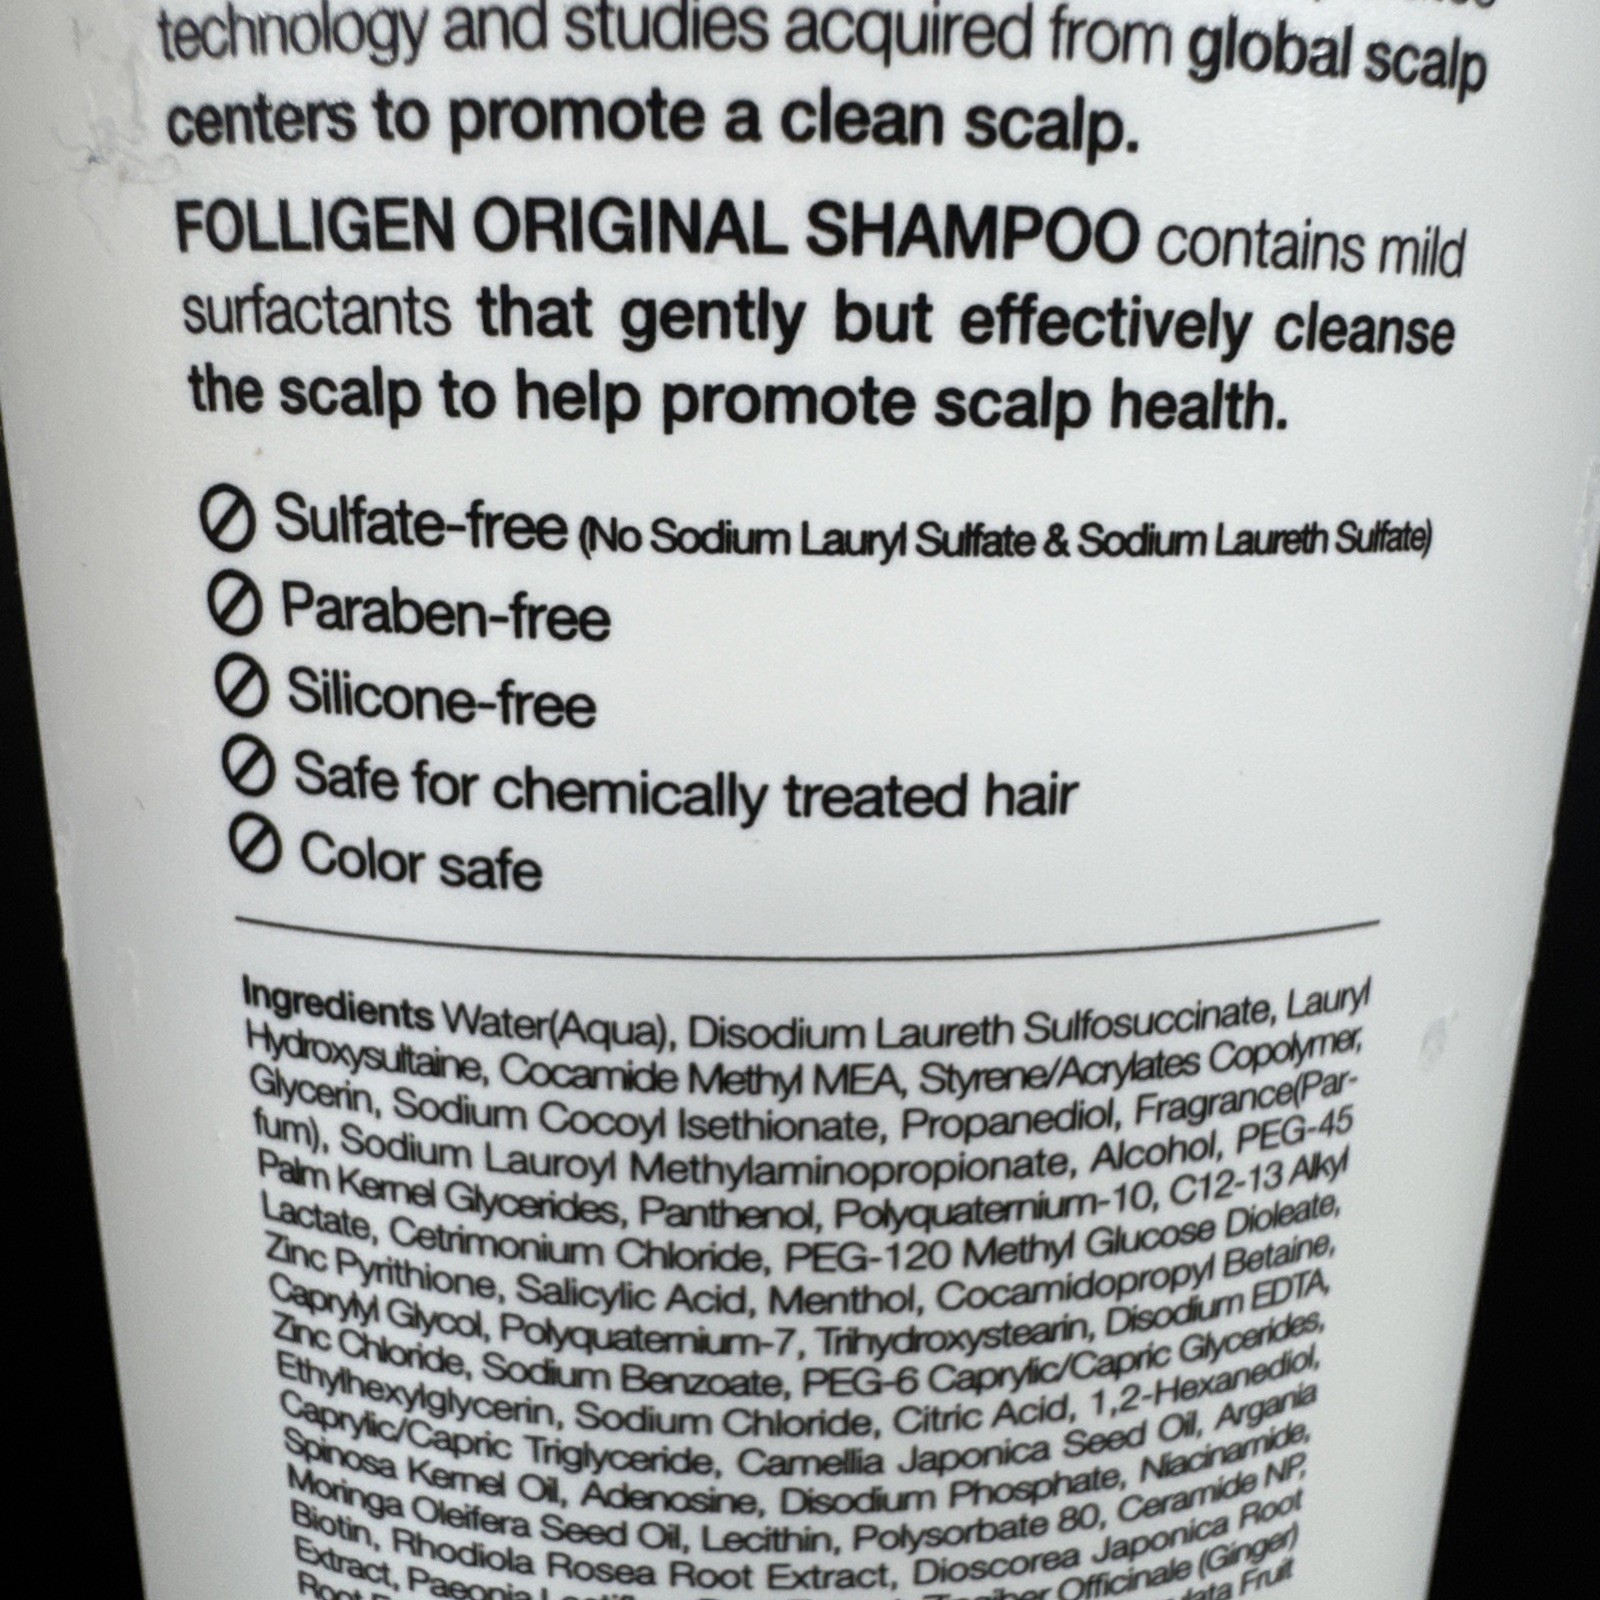 technology and studies acquired from global scalp
centers to promote a clean scalp.
FOLLIGEN ORIGINAL SHAMPOO contains mild
surfactants that gently but effectively cleanse
the scalp to help promote scalp health.
Sulfate-free (No Sodium Lauryl Sulfate & Sodium Laureth Sulfate)
Paraben-free
Silicone-free
Safe for chemically treated hair
Color safe
Ingredients Water(Aqua), Disodium Laureth Sulfosuccinate, Lauryl
Hydroxysultaine, Cocamide Methyl MEA, Styrene/Acrylates Copolymer,
Glycerin, Sodium Cocoyl Isethionate, Propanediol, Fragrance(Par-
fum), Sodium Lauroyl Methylaminopropionate, Alcohol, PEG-45
Palm Kernel Glycerides, Panthenol, Polyquaternium-10, C12-13 Alkyl
Lactate, Cetrimonium Chloride, PEG-120 Methyl Glucose Dioleate,
Zinc Pyrithione, Salicylic Acid, Menthol, Cocamidopropyl Betaine,
Caprylyl Glycol, Polyquaternium-7, Trihydroxystearin, Disodium EDTA,
Zinc Chloride, Sodium Benzoate, PEG-6 Caprylic/Capric Glycerides,
Ethylhexylglycerin, Sodium Chloride, Citric Acid, 1,2-Hexanediol,
Caprylic/Capric Triglyceride, Camellia Japonica Seed Oil, Argania
Spinosa Kernel Oil, Adenosine, Disodium Phosphate, Niacinamide,
Moringa Oleifera Seed Oil, Lecithin, Polysorbate 80, Ceramide NP,
Biotin, Rhodiola Rosea Root Extract, Dioscorea Japonica Root
Extract, Paeonia Officinale (Ginger)
Root Fruit